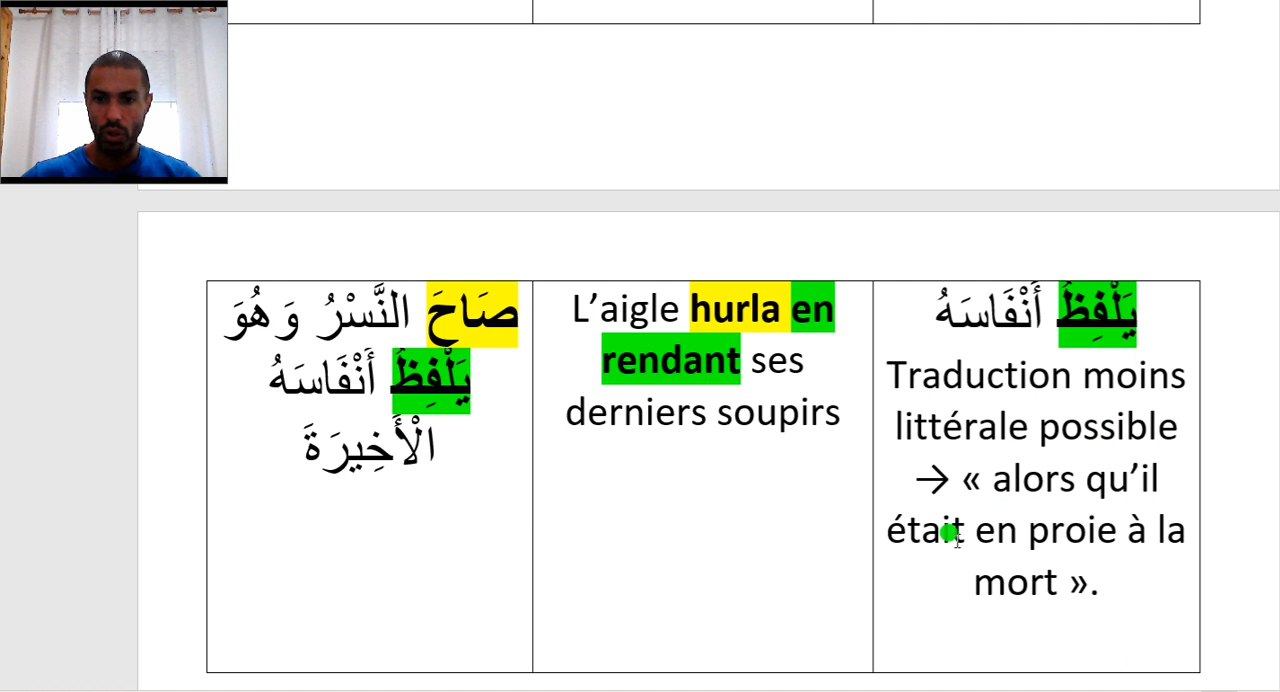 صَاحَ النَّسْرُ وَ هُوَ
يَلْفِظُ أَنْفَاسَهُ
الْأَخِيرَةَ
L’aigle hurla en
rendant ses
derniers soupirs
يَلْفِظُ أَنْفَاسَهُ
Traduction moins
littérale possible
→ « alors qu’il
était en proie à la
mort ».